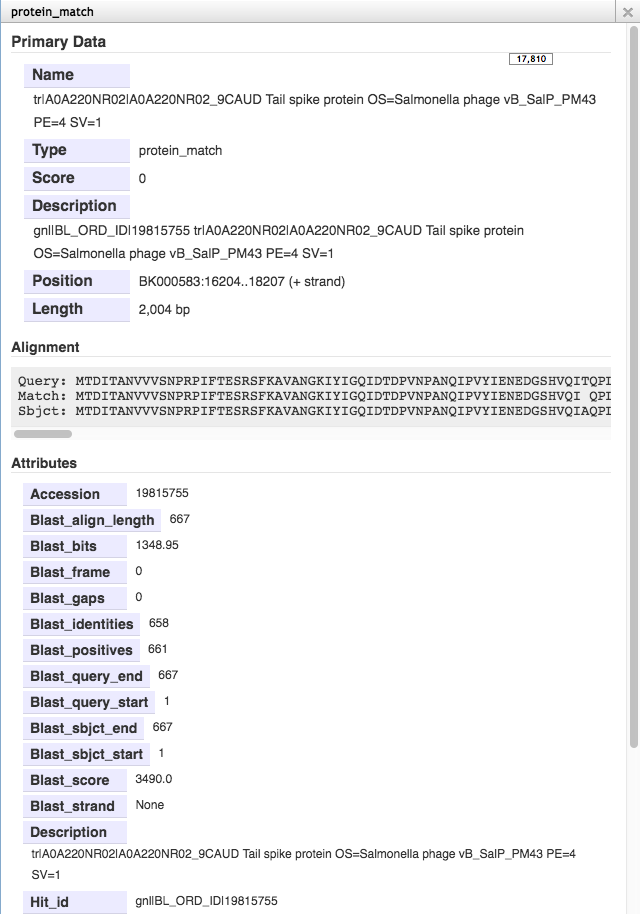 protein_match
Primary Data
17,810
Name
tr|A0A220NR02|A0A220NR02_9CAUD Tail spike protein OS=Salmonella phage vB_SalP_PM43
PE=4 SV=1
Type protein_match
Score 0
Description
gnl|BL_ORD_ID|19815755 tr|A0A220NR02|A0A220NR02_9CAUD Tail spike protein
OS=Salmonella phage vB_SalP_PM43 PE=4 SV=1
Position BK000583:16204..18207 (+ strand)
Length 2,004 bp
Alignment
Query: MTDITANVVVSNPRPIFTESRSFKAVANGKIYIGQIDTDPVNPANQIPVYIENEDGSHVQITQPI
Match: MTDITANVVVSNPRPIFTESRSFKAVANGKIYIGQIDTDPVNPANQIPVYIENEDGSHVQI QPI
Sbjct: MTDITANVVVSNPRPIFTESRSFKAVANGKIYIGQIDTDPVNPANQIPVYIENEDGSHVQIAQPI
Attributes
Accession 19815755
Blast_align_length 667
Blast_bits 1348.95
Blast_frame 0
Blast_gaps 0
Blast_identities 658
Blast_positives 661
Blast_query_end 667
Blast_query_start 1
Blast_sbjct_end 667
Blast_sbjct_start 1
Blast_score 3490.0
Blast_strand None
Description
tr|A0A220NR02|A0A220NR02_9CAUD Tail spike protein OS=Salmonella phage vB_SalP_PM43 PE=4
SV=1
Hit_id gnl|BL_ORD_ID|19815755